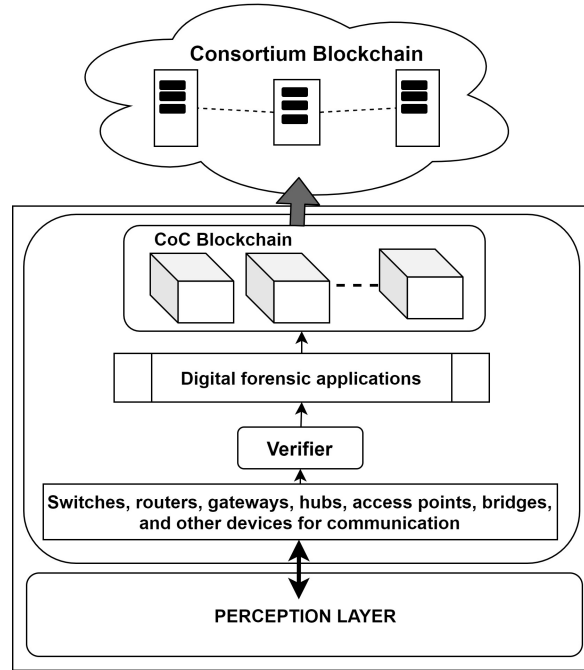 Consortium Blockchain
CoC Blockchain
Digital forensic applications
Verifier
Switches, routers, gateways, hubs, access points, bridges,
and other devices for communication
PERCEPTION LAYER